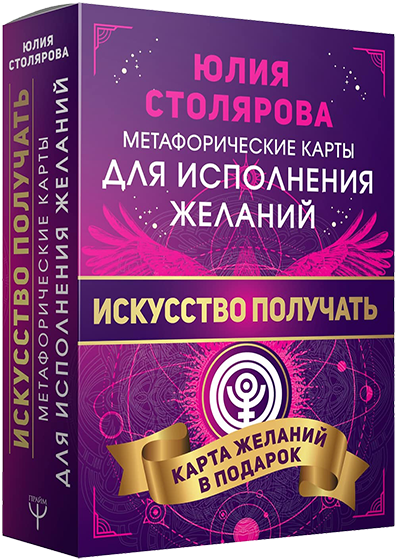 ЮЛИЯ
СТОЛЯРОВА
МЕТАФОРИЧЕСКИЕ КАРТЫ
ДЛЯ ИСПОЛНЕНИЯ
ЖЕЛАНИЙ
ИСКУССТВО ПОЛУЧАТЬ
КАРТА ЖЕЛАНИЙ
В ПОДАРОК
ЮЛИЯ
СТОЛЯРОВА
ИСКУССТВО ПОЛУЧАТЬ
МЕТАФОРИЧЕСКИЕ КАРТЫ
ДЛЯ ИСПОЛНЕНИЯ ЖЕЛАНИЙ
ПРАЙМ